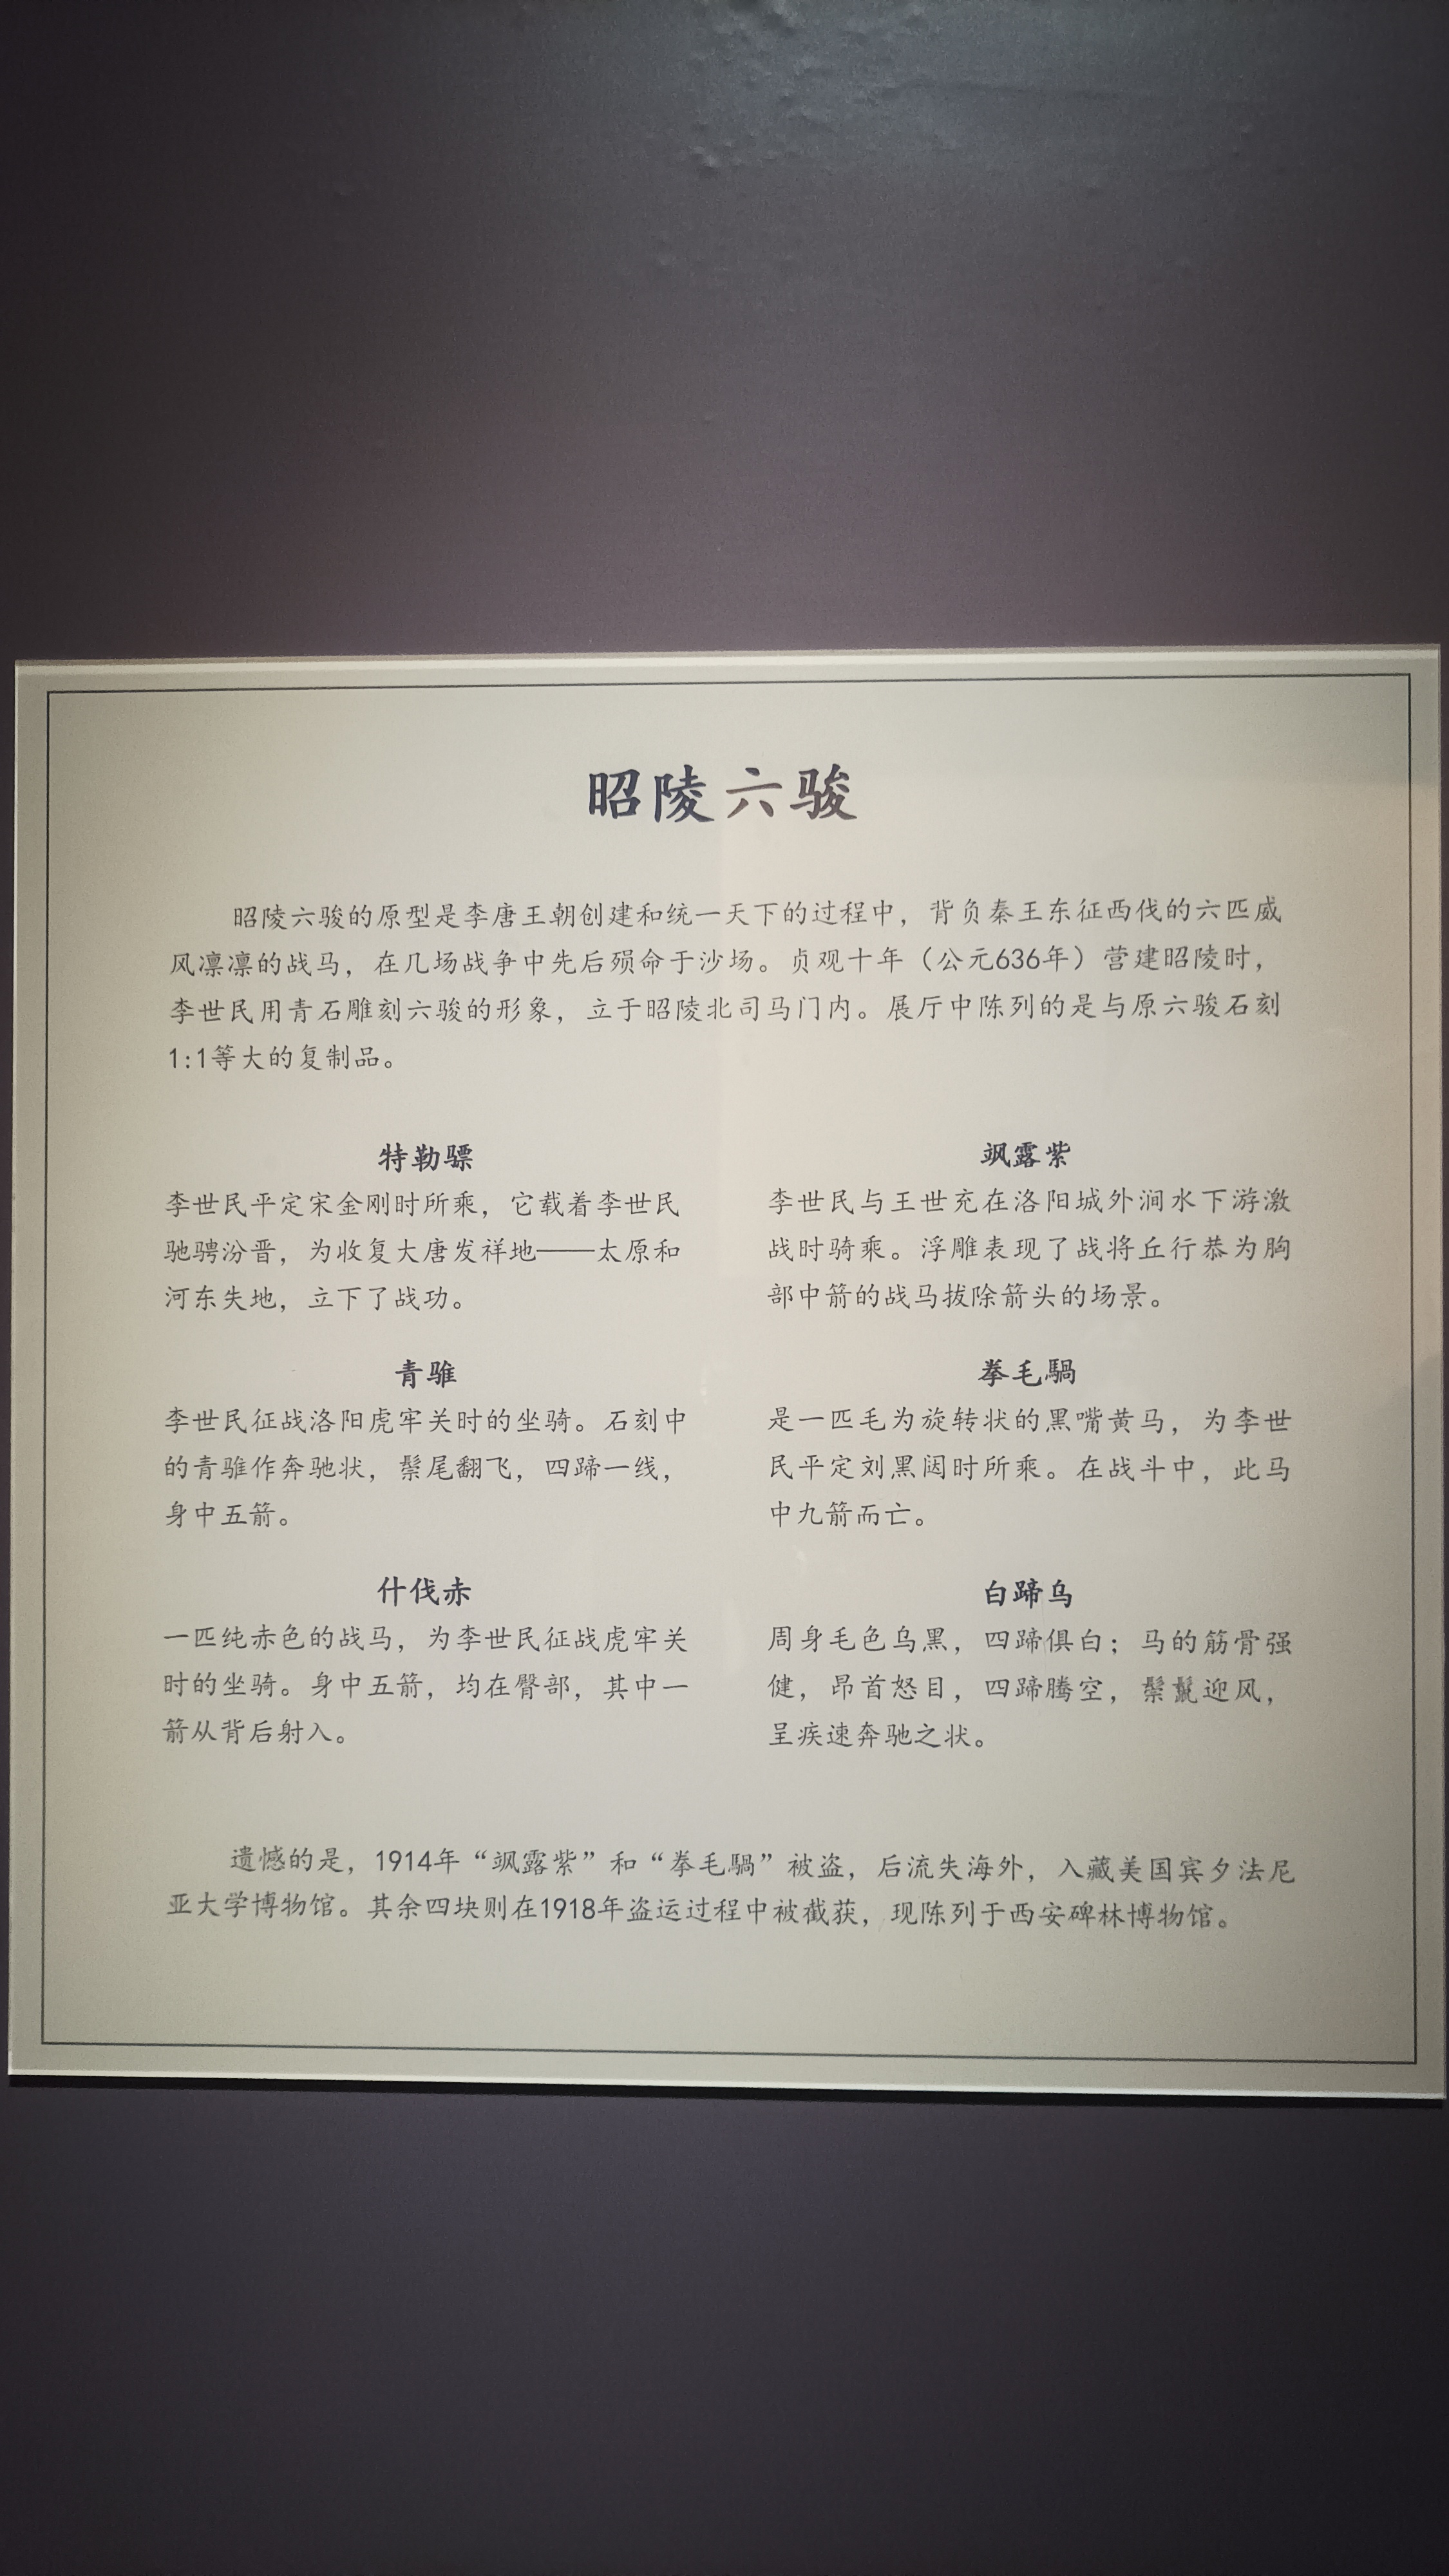 昭陵六骏
昭陵六骏的原型是李唐王朝创建和统一天下的过程中，背负秦王东征西伐的六匹威
风凛凛的战马，在几场战争中先后殒命于沙场。贞观十年（公元636年）营建昭陵时，
李世民用青石雕刻六骏的形象，立于昭陵北司马门内。展厅中陈列的是与原六骏石刻
1:1等大的复制品。
特勒骠
李世民平定宋金刚时所乘，它载着李世民
驰骋汾晋，为收复大唐发祥地——太原和
河东失地，立下了战功。
飒露紫
李世民与王世充在洛阳城外涧水下游激
战时骑乘。浮雕表现了战将丘行恭为胸
部中箭的战马拔除箭头的场景。
青骓
李世民征战洛阳虎牢关时的坐骑。石刻中
的青骓作奔驰状，鬃尾翻飞，四蹄一线，
身中五箭。
拳毛騧
是一匹毛为旋转状的黑嘴黄马，为李世
民平定刘黑闼时所乘。在战斗中，此马
中九箭而亡。
什伐赤
一匹纯赤色的战马，为李世民征战虎牢关
时的坐骑。身中五箭，均在臀部，其中一
箭从背后射入。
白蹄乌
周身毛色乌黑，四蹄俱白；马的筋骨强
健，昂首怒目，四蹄腾空，鬃鬣迎风，
呈疾速奔驰之状。
遗憾的是，1914年“飒露紫”和“拳毛騧”被盗，后流失海外，入藏美国宾夕法尼
亚大学博物馆。其余四块则在1918年盗运过程中被截获，现陈列于西安碑林博物馆。